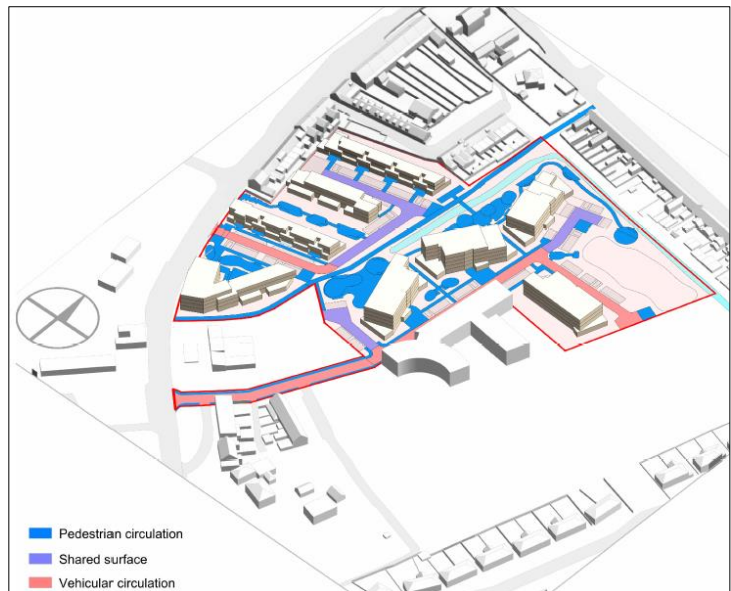 Pedestrian circulation
Shared surface
Vehicular circulation